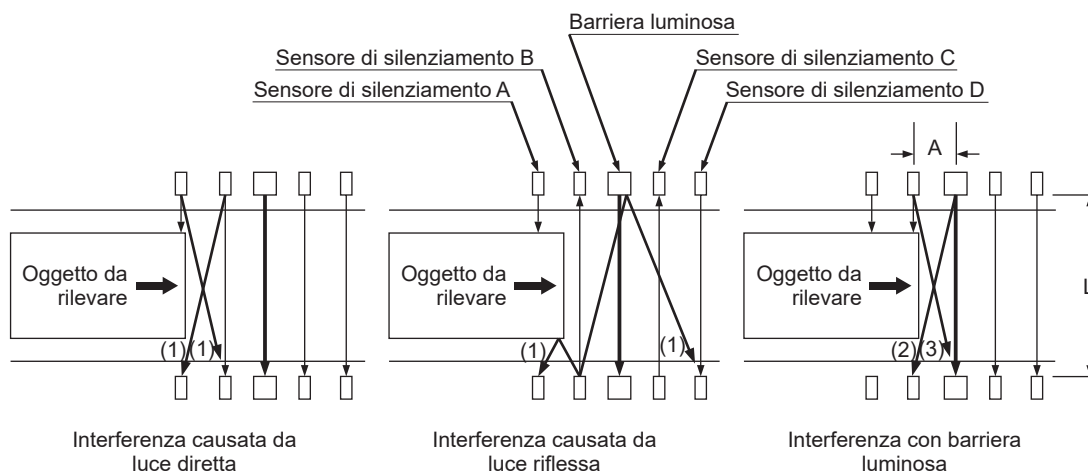 Barriera luminosa
Sensore di silenziamento B
Sensore di silenziamento C
Sensore di silenziamento A
Sensore di silenziamento D
A
L
Oggetto da
rilevare
(1)
(1)
Oggetto da
rilevare
(1)
(1)
Oggetto da
rilevare
(2)
(3)
Interferenza causata da
luce diretta
Interferenza causata da
luce riflessa
Interferenza con barriera
luminosa